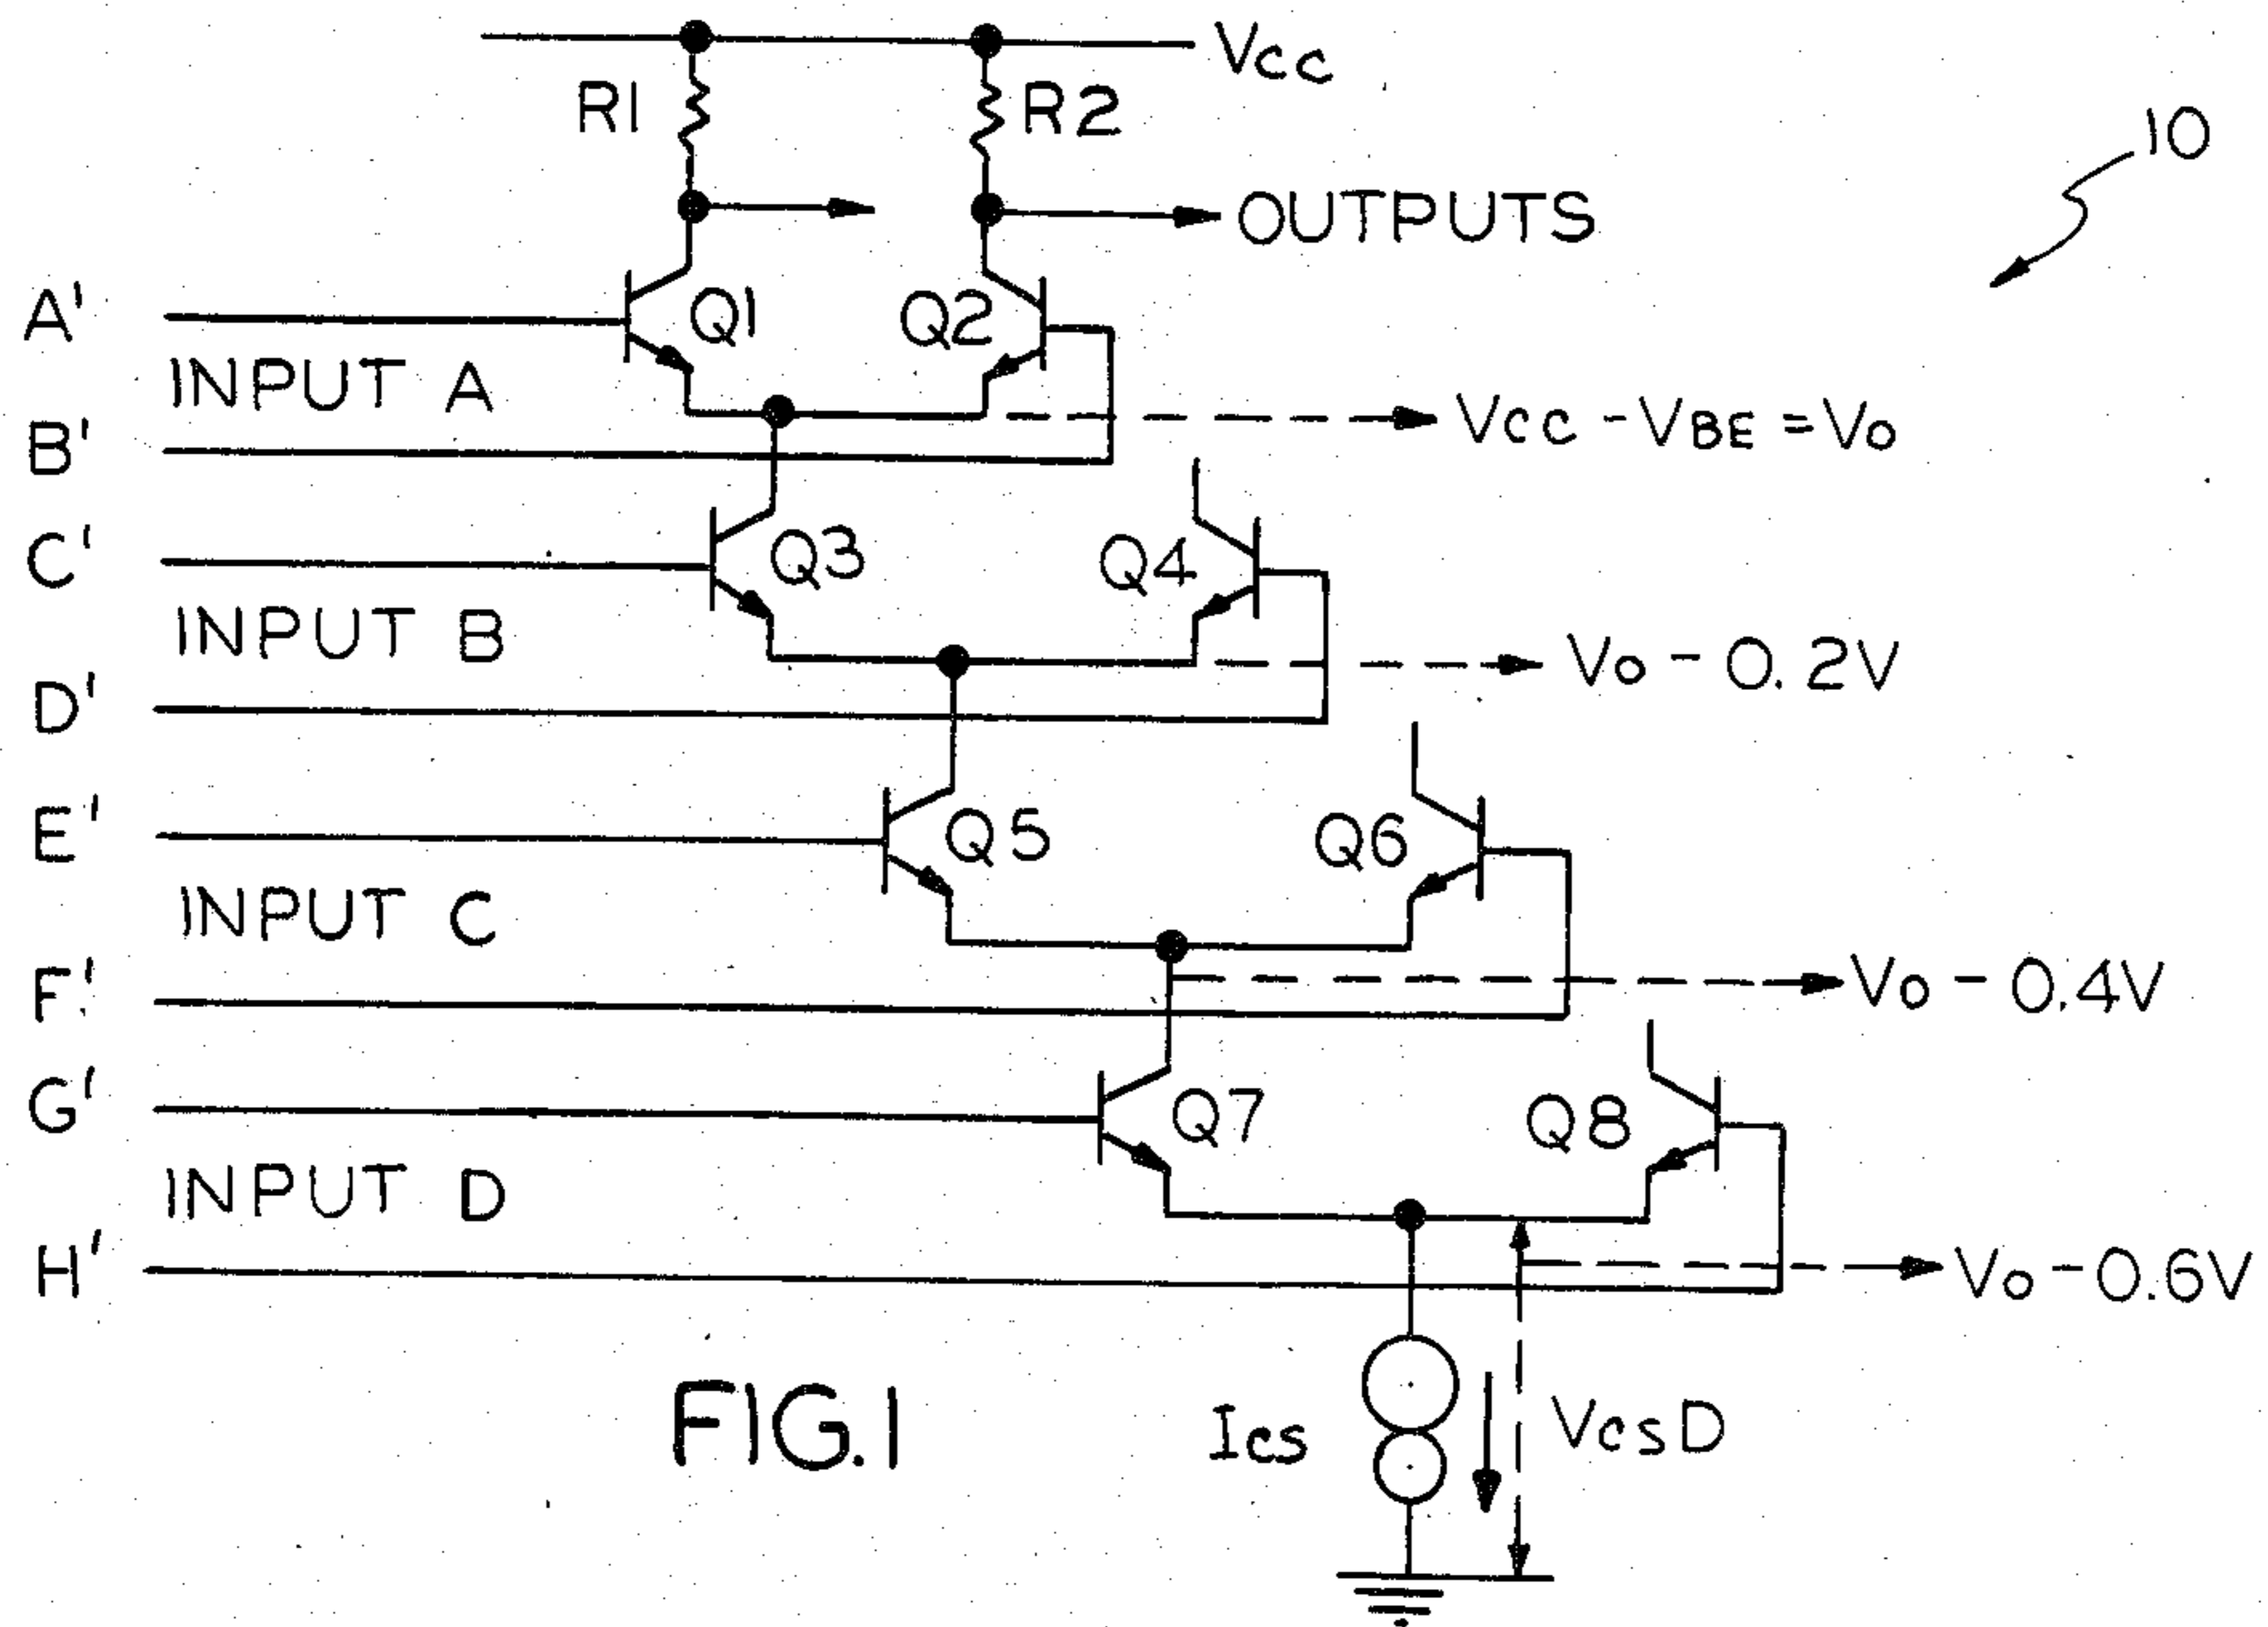 Vcc
R1
R2
10
OUTPUTS
A'
Q1
Q2
INPUT A
Vcc - VBE = Vo
B'
C'
Q3
Q4
INPUT B
Vo - 0.2V
D'
E'
Q5
Q6
INPUT C
F'
Vo - 0.4V
G'
Q7
Q8
INPUT D
H'
Vo - 0.6V
FIG.1
Ics
VcsD